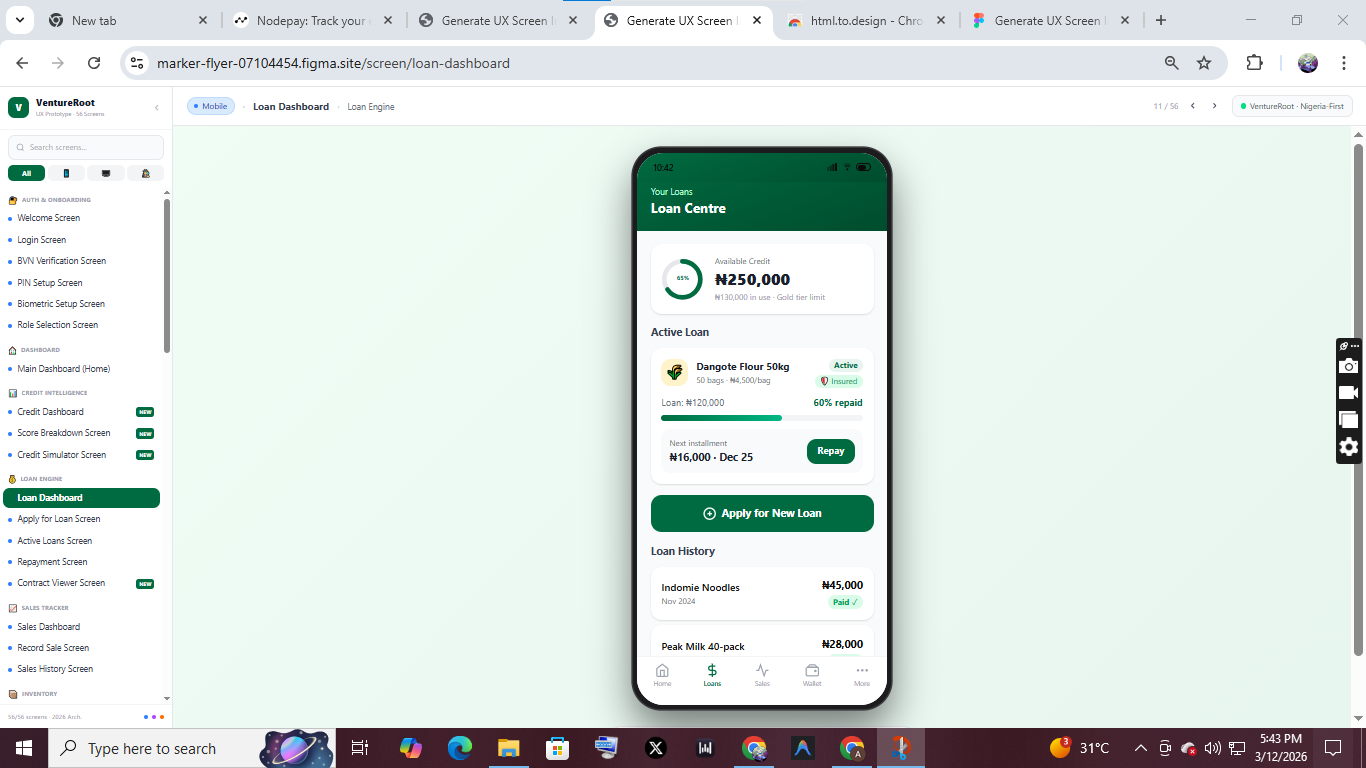 New tab
Nodepay: Track your
Generate UX Screen
Generate UX Screen
html.to.design - Chro
Generate UX Screen
marker-flyer-07104454.figma.site/screen/loan-dashboard
V
VentureRoot
UX Prototype · 56 Screens
Mobile · Loan Dashboard · Loan Engine
11 / 56
VentureRoot · Nigeria-First
Search screens...
All
AUTH & ONBOARDING
Welcome Screen
Login Screen
BVN Verification Screen
PIN Setup Screen
Biometric Setup Screen
Role Selection Screen
DASHBOARD
Main Dashboard (Home)
CREDIT INTELLIGENCE
Credit Dashboard NEW
Score Breakdown Screen NEW
Credit Simulator Screen NEW
LOAN ENGINE
Loan Dashboard
Apply for Loan Screen
Active Loans Screen
Repayment Screen
Contract Viewer Screen NEW
SALES TRACKER
Sales Dashboard
Record Sale Screen
Sales History Screen
INVENTORY
56/56 screens · 2026 Arch.
10:42
Your Loans
Loan Centre
65%
Available Credit
₦250,000
₦130,000 in use · Gold tier limit
Active Loan
Dangote Flour 50kg
Active
50 bags · ₦4,500/bag
Insured
Loan: ₦120,000
60% repaid
Next installment
₦16,000 · Dec 25
Repay
Apply for New Loan
Loan History
Indomie Noodles
₦45,000
Nov 2024
Paid ✓
Peak Milk 40-pack
₦28,000
Home
Loans
Sales
Wallet
More
Type here to search
3
31°C
5:43 PM
3/12/2026